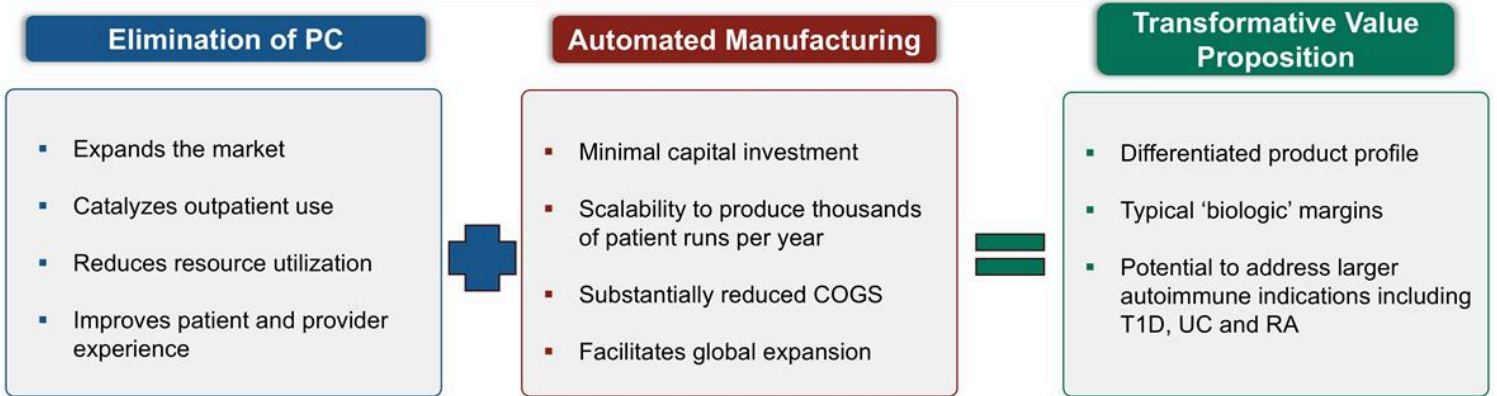 Elimination of PC
▪ Expands the market
▪ Catalyzes outpatient use
▪ Reduces resource utilization
▪ Improves patient and provider
experience
Automated Manufacturing
▪ Minimal capital investment
▪ Scalability to produce thousands
of patient runs per year
▪ Substantially reduced COGS
▪ Facilitates global expansion
Transformative Value
Proposition
▪ Differentiated product profile
▪ Typical ‘biologic’ margins
▪ Potential to address larger
autoimmune indications including
T1D, UC and RA